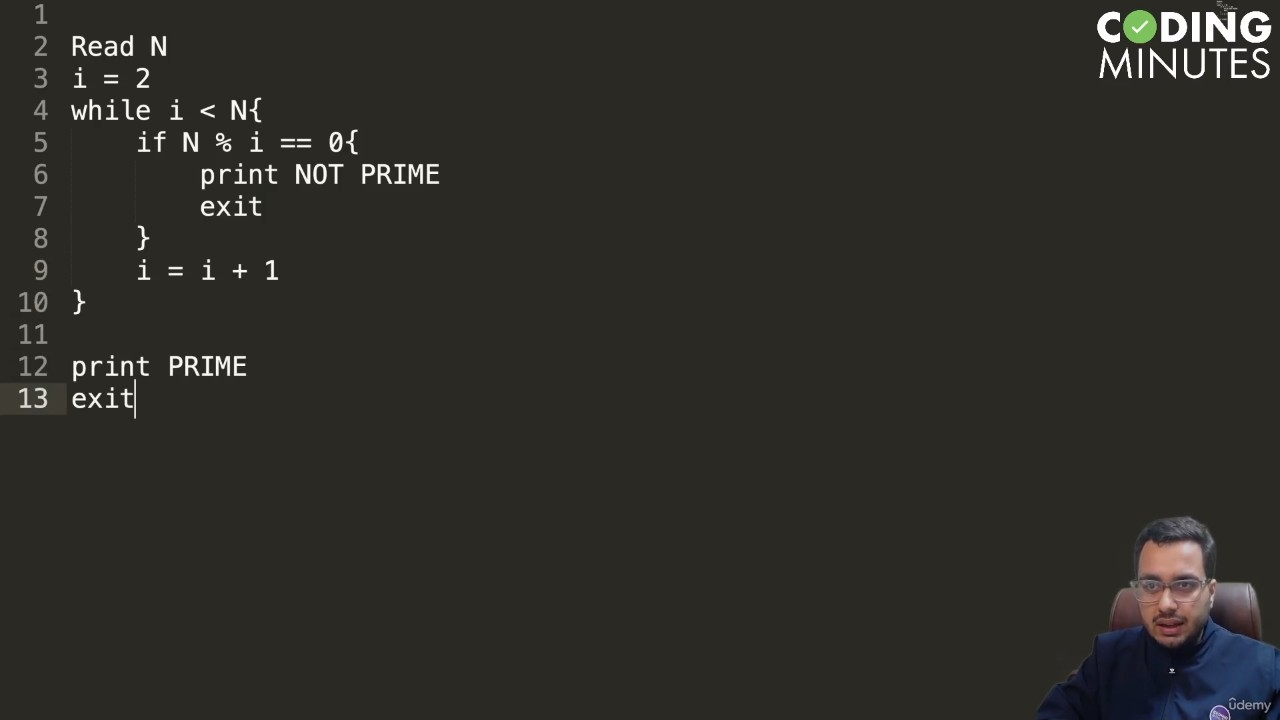 1
2 Read N
3 i = 2
4 while i < N{
5     if N % i == 0{
6         print NOT PRIME
7         exit
8     }
9     i = i + 1
10 }
11
12 print PRIME
13 exit
CODING
MINUTES
ûdemy